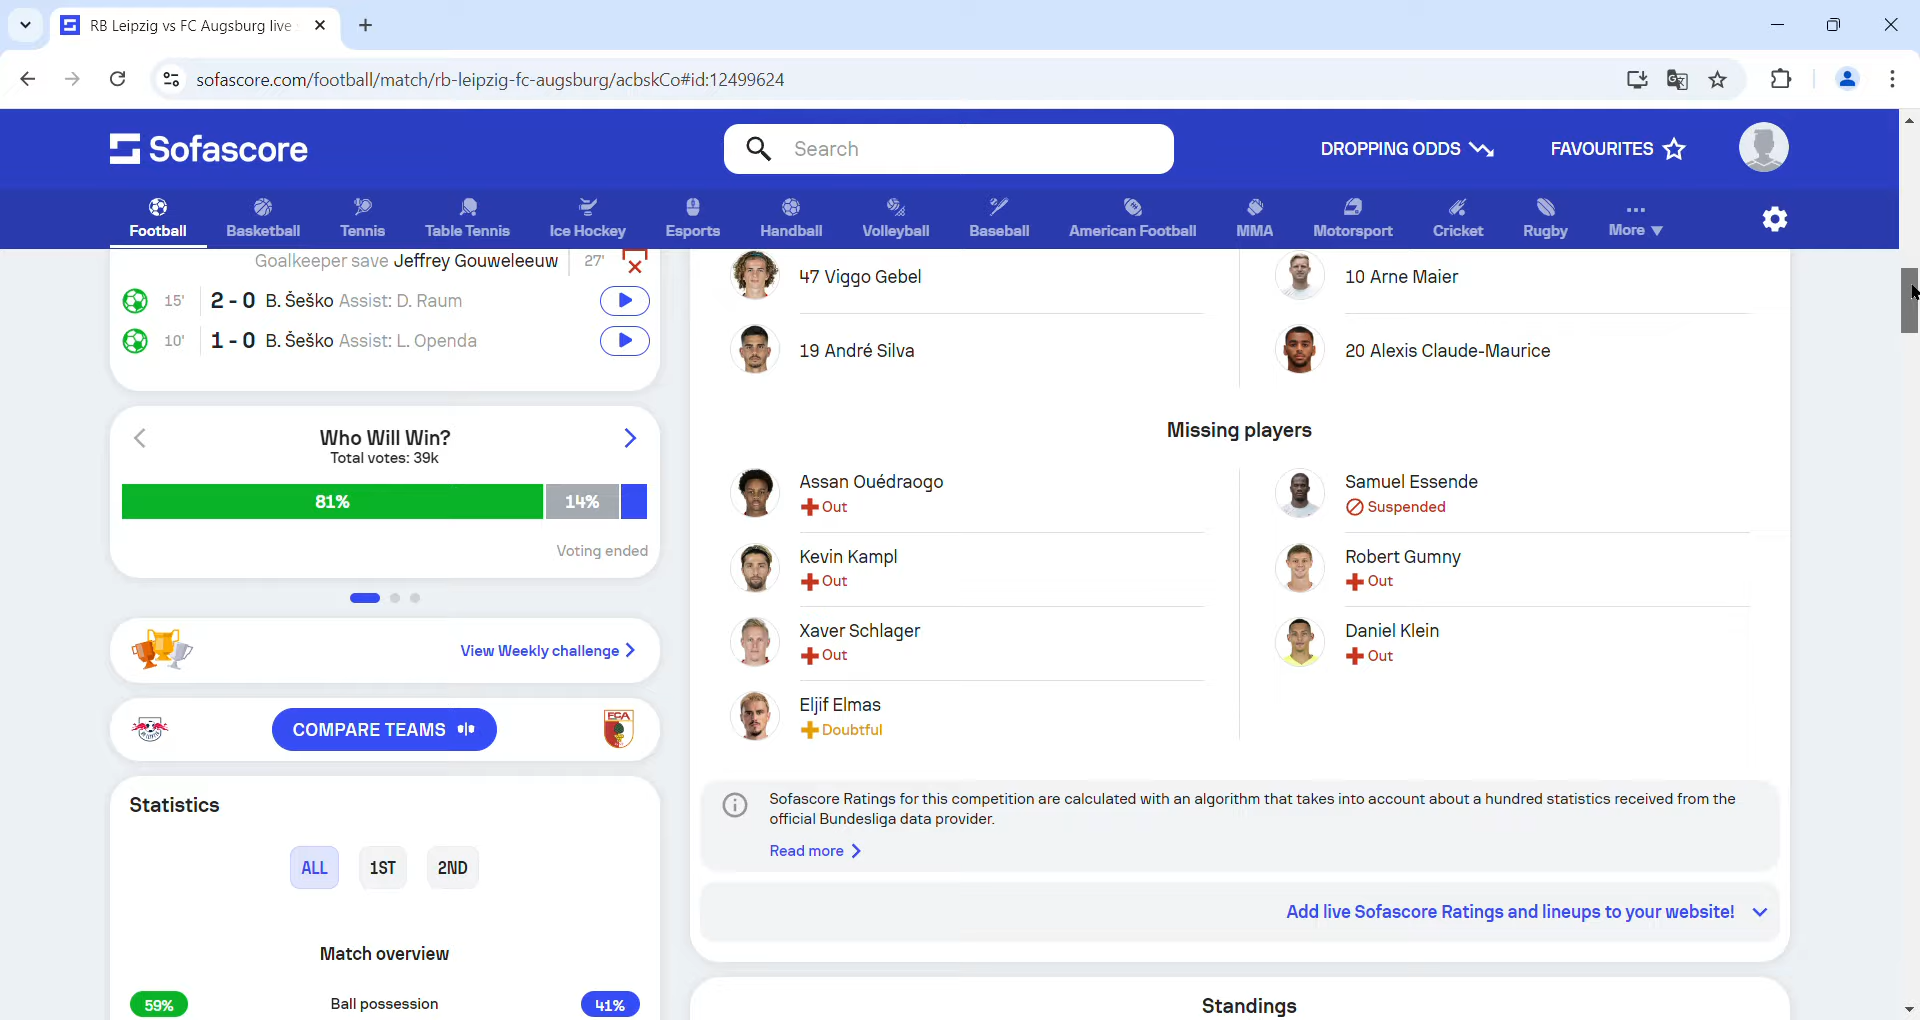 RB Leipzig vs FC Augsburg live
sofascore.com/football/match/rb-leipzig-fc-augsburg/acbskCo#id:12499624
Sofascore
Search
DROPPING ODDS
FAVOURITES
Football
Basketball
Tennis
Table Tennis
Ice Hockey
Esports
Handball
Volleyball
Baseball
American Football
MMA
Motorsport
Cricket
Rugby
More
Goalkeeper save Jeffrey Gouweleeuw 27'
15' 2 - 0 B. Šeško Assist: D. Raum
10' 1 - 0 B. Šeško Assist: L. Openda
Who Will Win?
Total votes: 39k
81% 14%
Voting ended
View Weekly challenge
COMPARE TEAMS
FCA
Statistics
ALL 1ST 2ND
Match overview
59% Ball possession 41%
47 Viggo Gebel
10 Arne Maier
19 André Silva
20 Alexis Claude-Maurice
Missing players
Assan Ouédraogo
Out
Samuel Essende
Suspended
Kevin Kampl
Out
Robert Gumny
Out
Xaver Schlager
Out
Daniel Klein
Out
Eljif Elmas
Doubtful
Sofascore Ratings for this competition are calculated with an algorithm that takes into account about a hundred statistics received from the
official Bundesliga data provider.
Read more
Add live Sofascore Ratings and lineups to your website!
Standings